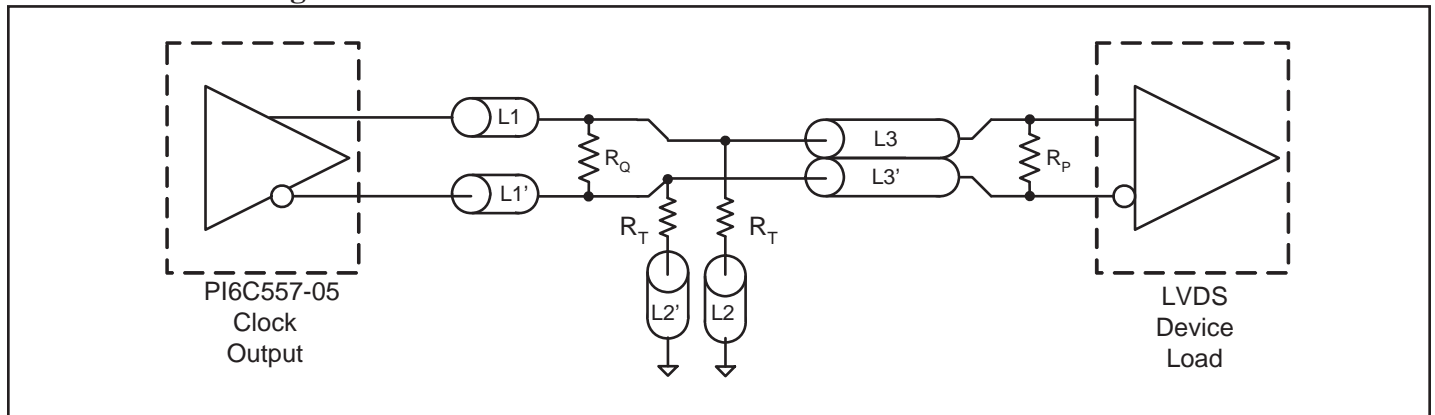 L1
L1’
R_Q
R_T
R_T
L2’
L2
L3
L3’
R_P
PI6C557-05
Clock
Output
LVDS
Device
Load